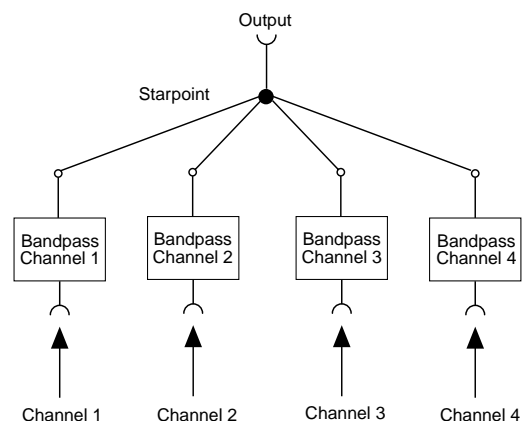 Output
Starpoint
Bandpass
Channel 1
Bandpass
Channel 2
Bandpass
Channel 3
Bandpass
Channel 4
Channel 1
Channel 2
Channel 3
Channel 4